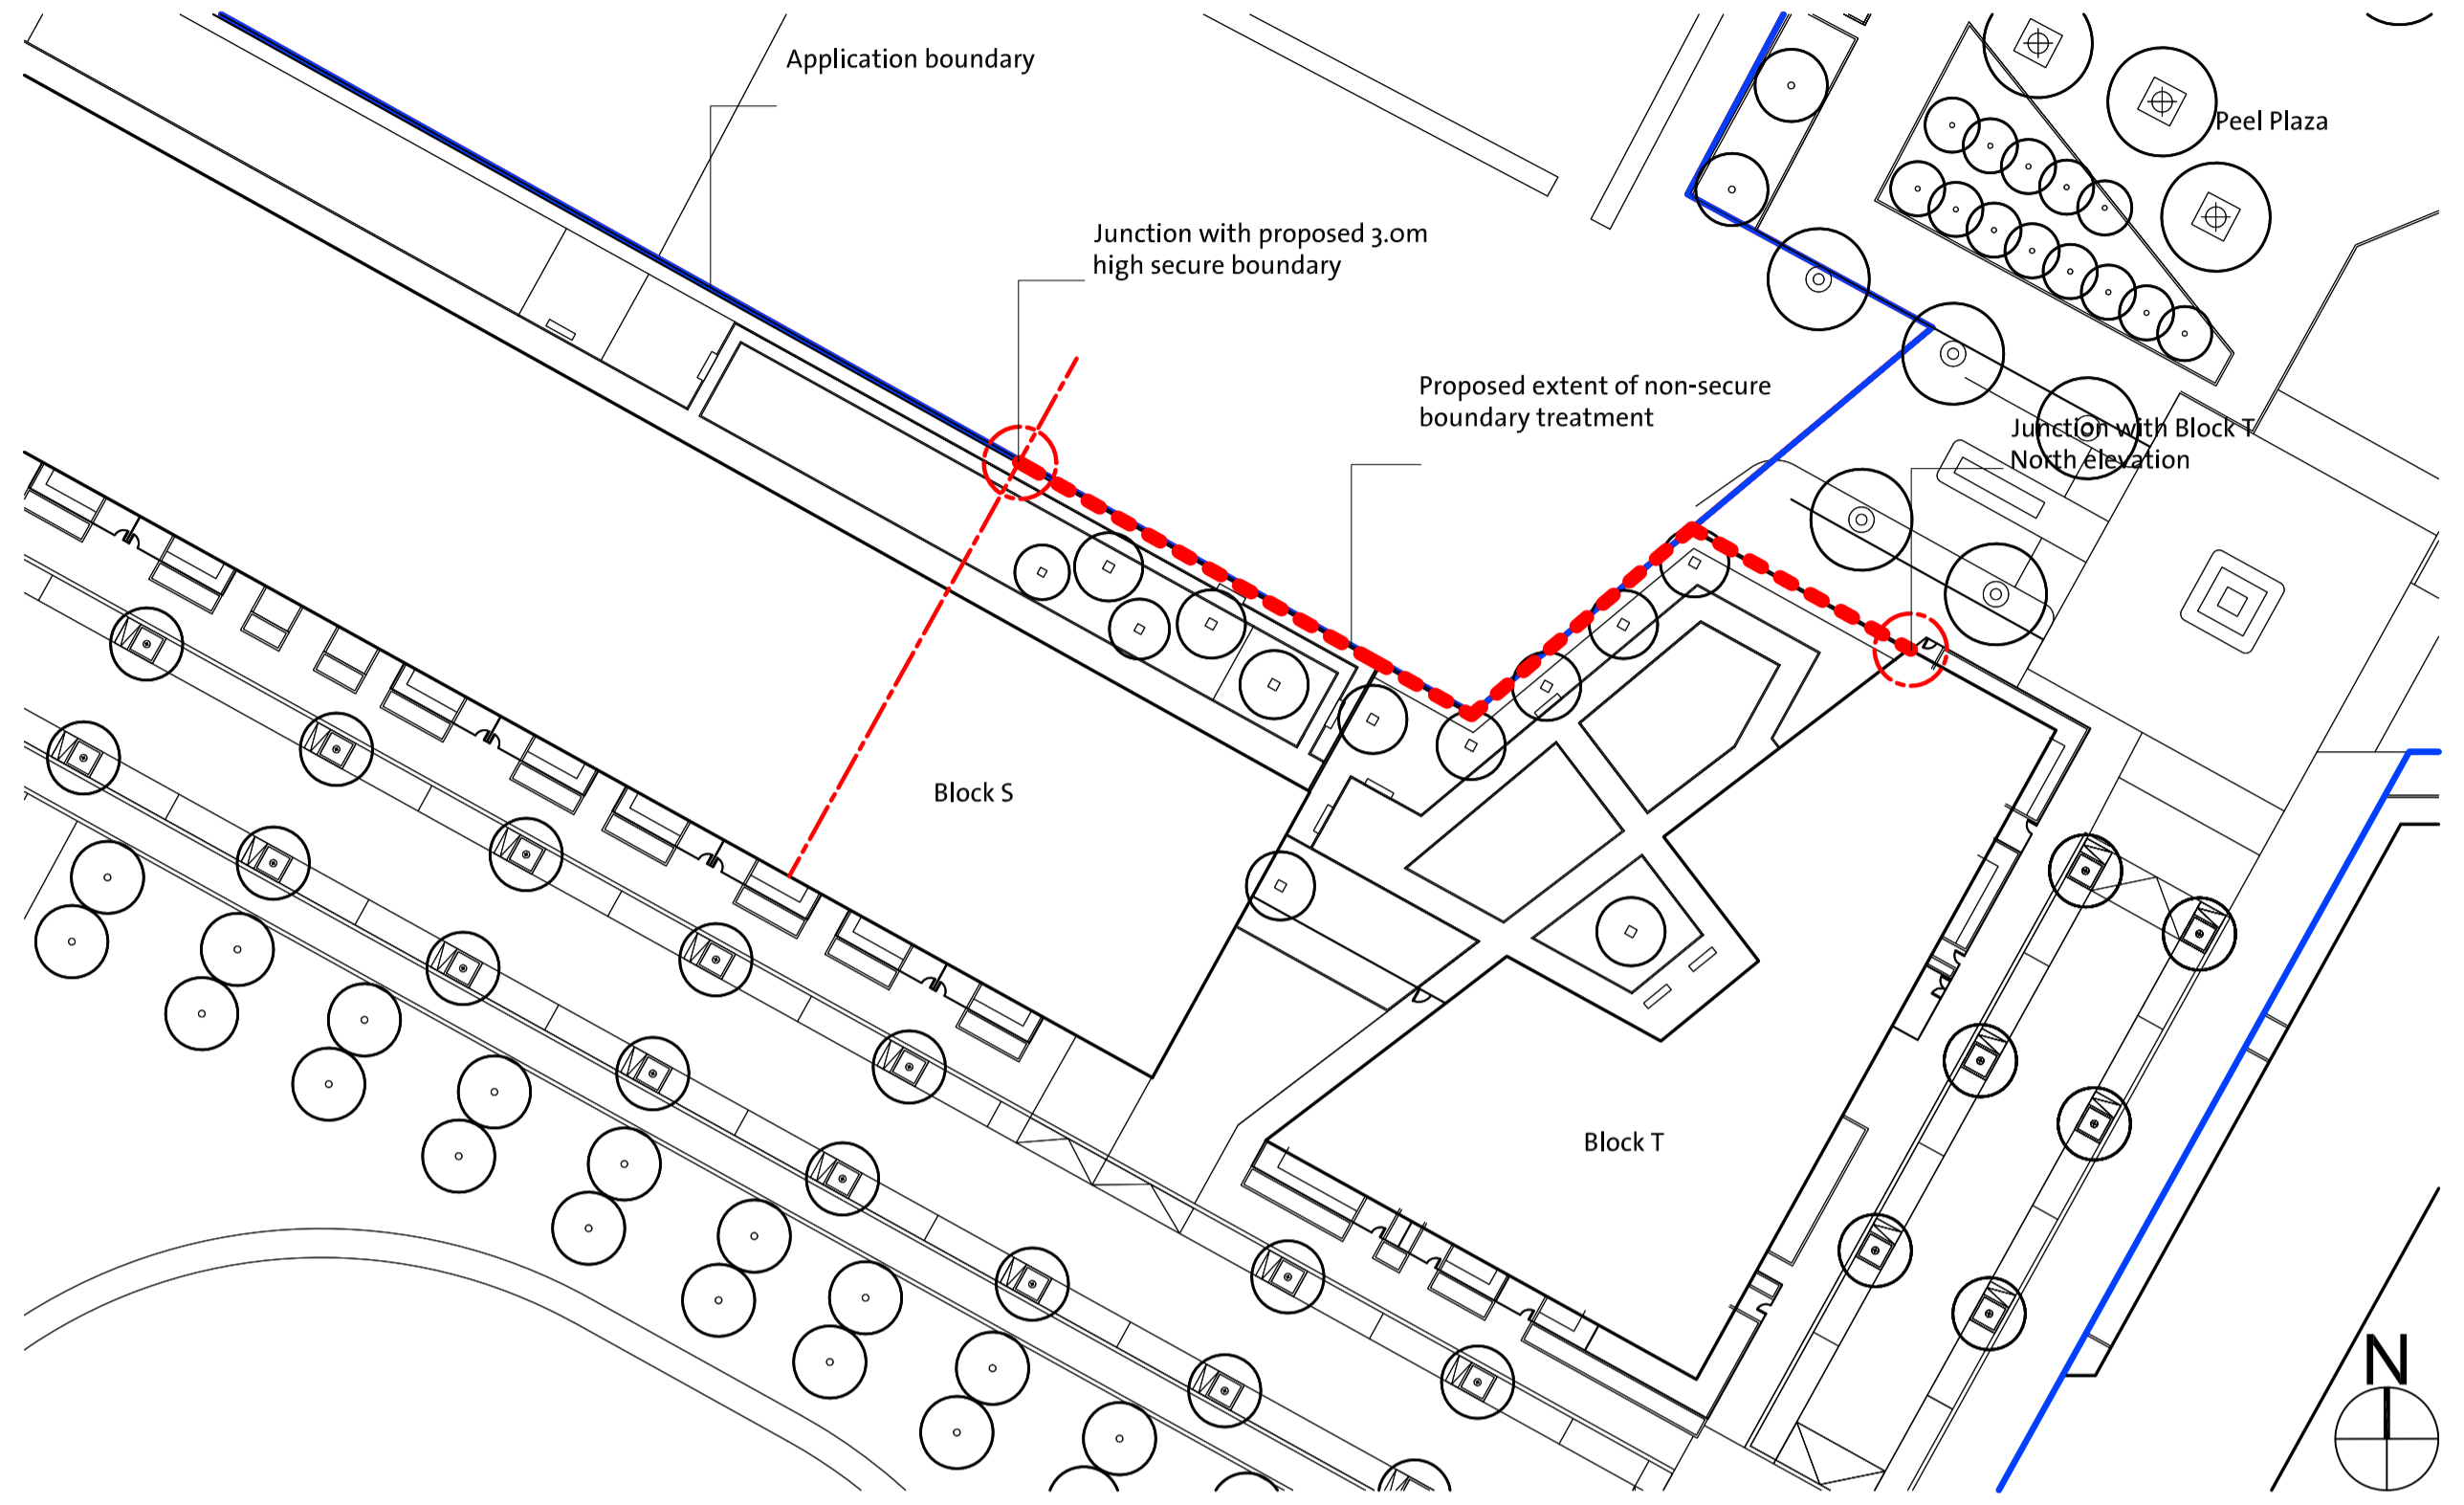 Application boundary
Peel Plaza
Junction with proposed 3.0m
high secure boundary
Proposed extent of non-secure
boundary treatment
Junction with Block T
North elevation
Block S
Block T
N